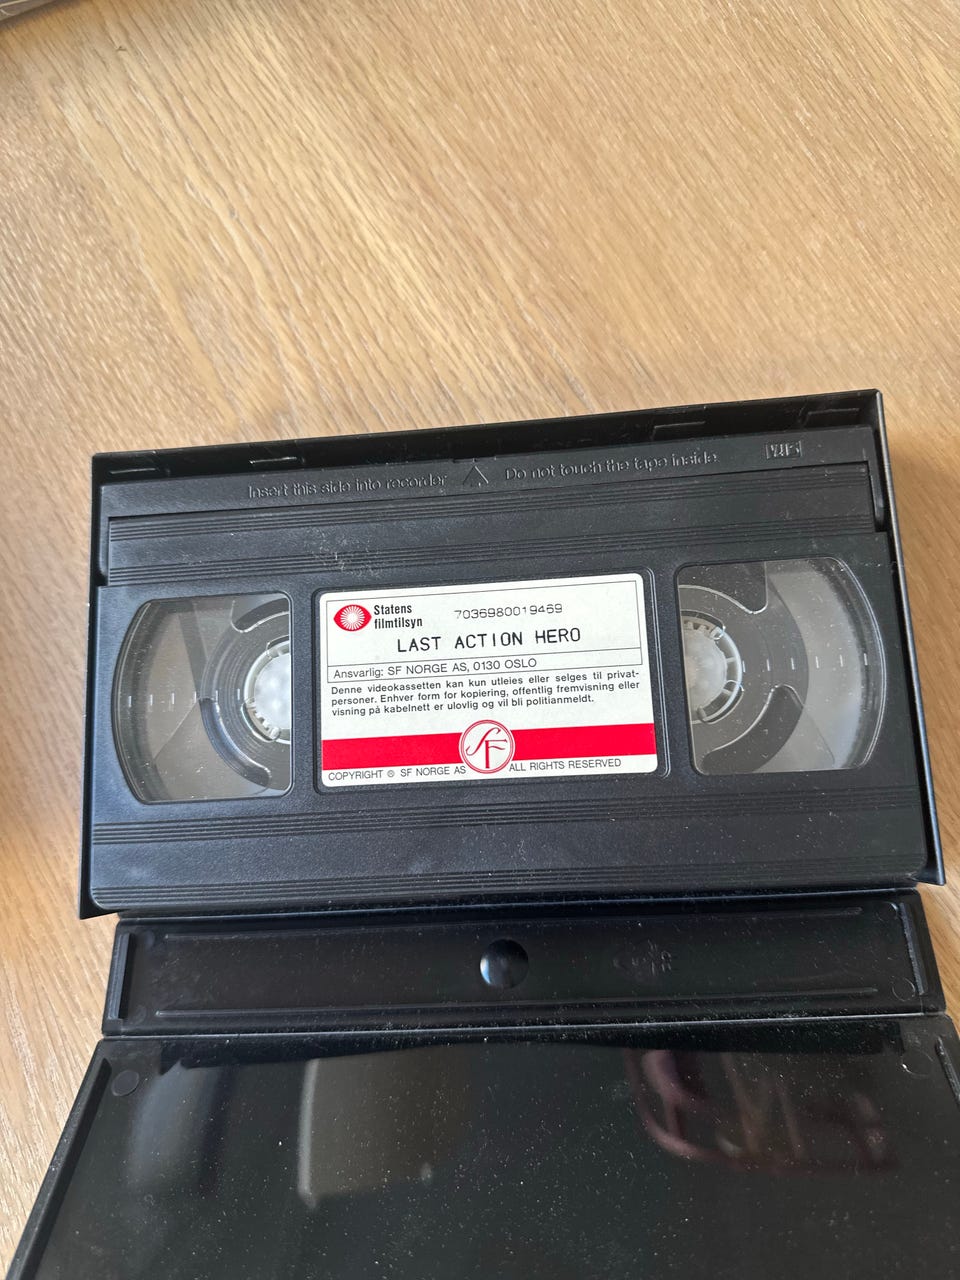 Insert this side into recorder Do not touch the tape inside. VHS
Statens
filmtilsyn
7036980019469
LAST ACTION HERO
Ansvarlig: SF NORGE AS, 0130 OSLO
Denne videokassetten kan kun utleies eller selges til privat-
personer. Enhver form for kopiering, offentlig fremvisning eller
visning på kabelnett er ulovlig og vil bli politianmeldt.
SF
COPYRIGHT © SF NORGE AS ALL RIGHTS RESERVED